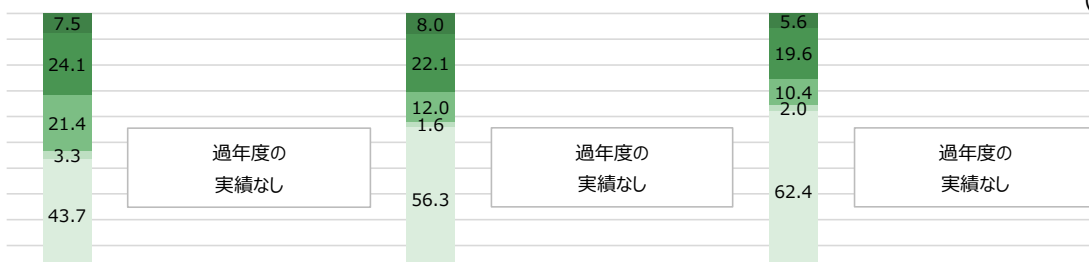 7.5
24.1
21.4
3.3
43.7
過年度の
実績なし
8.0
22.1
12.0
1.6
56.3
過年度の
実績なし
5.6
19.6
10.4
2.0
62.4
過年度の
実績なし